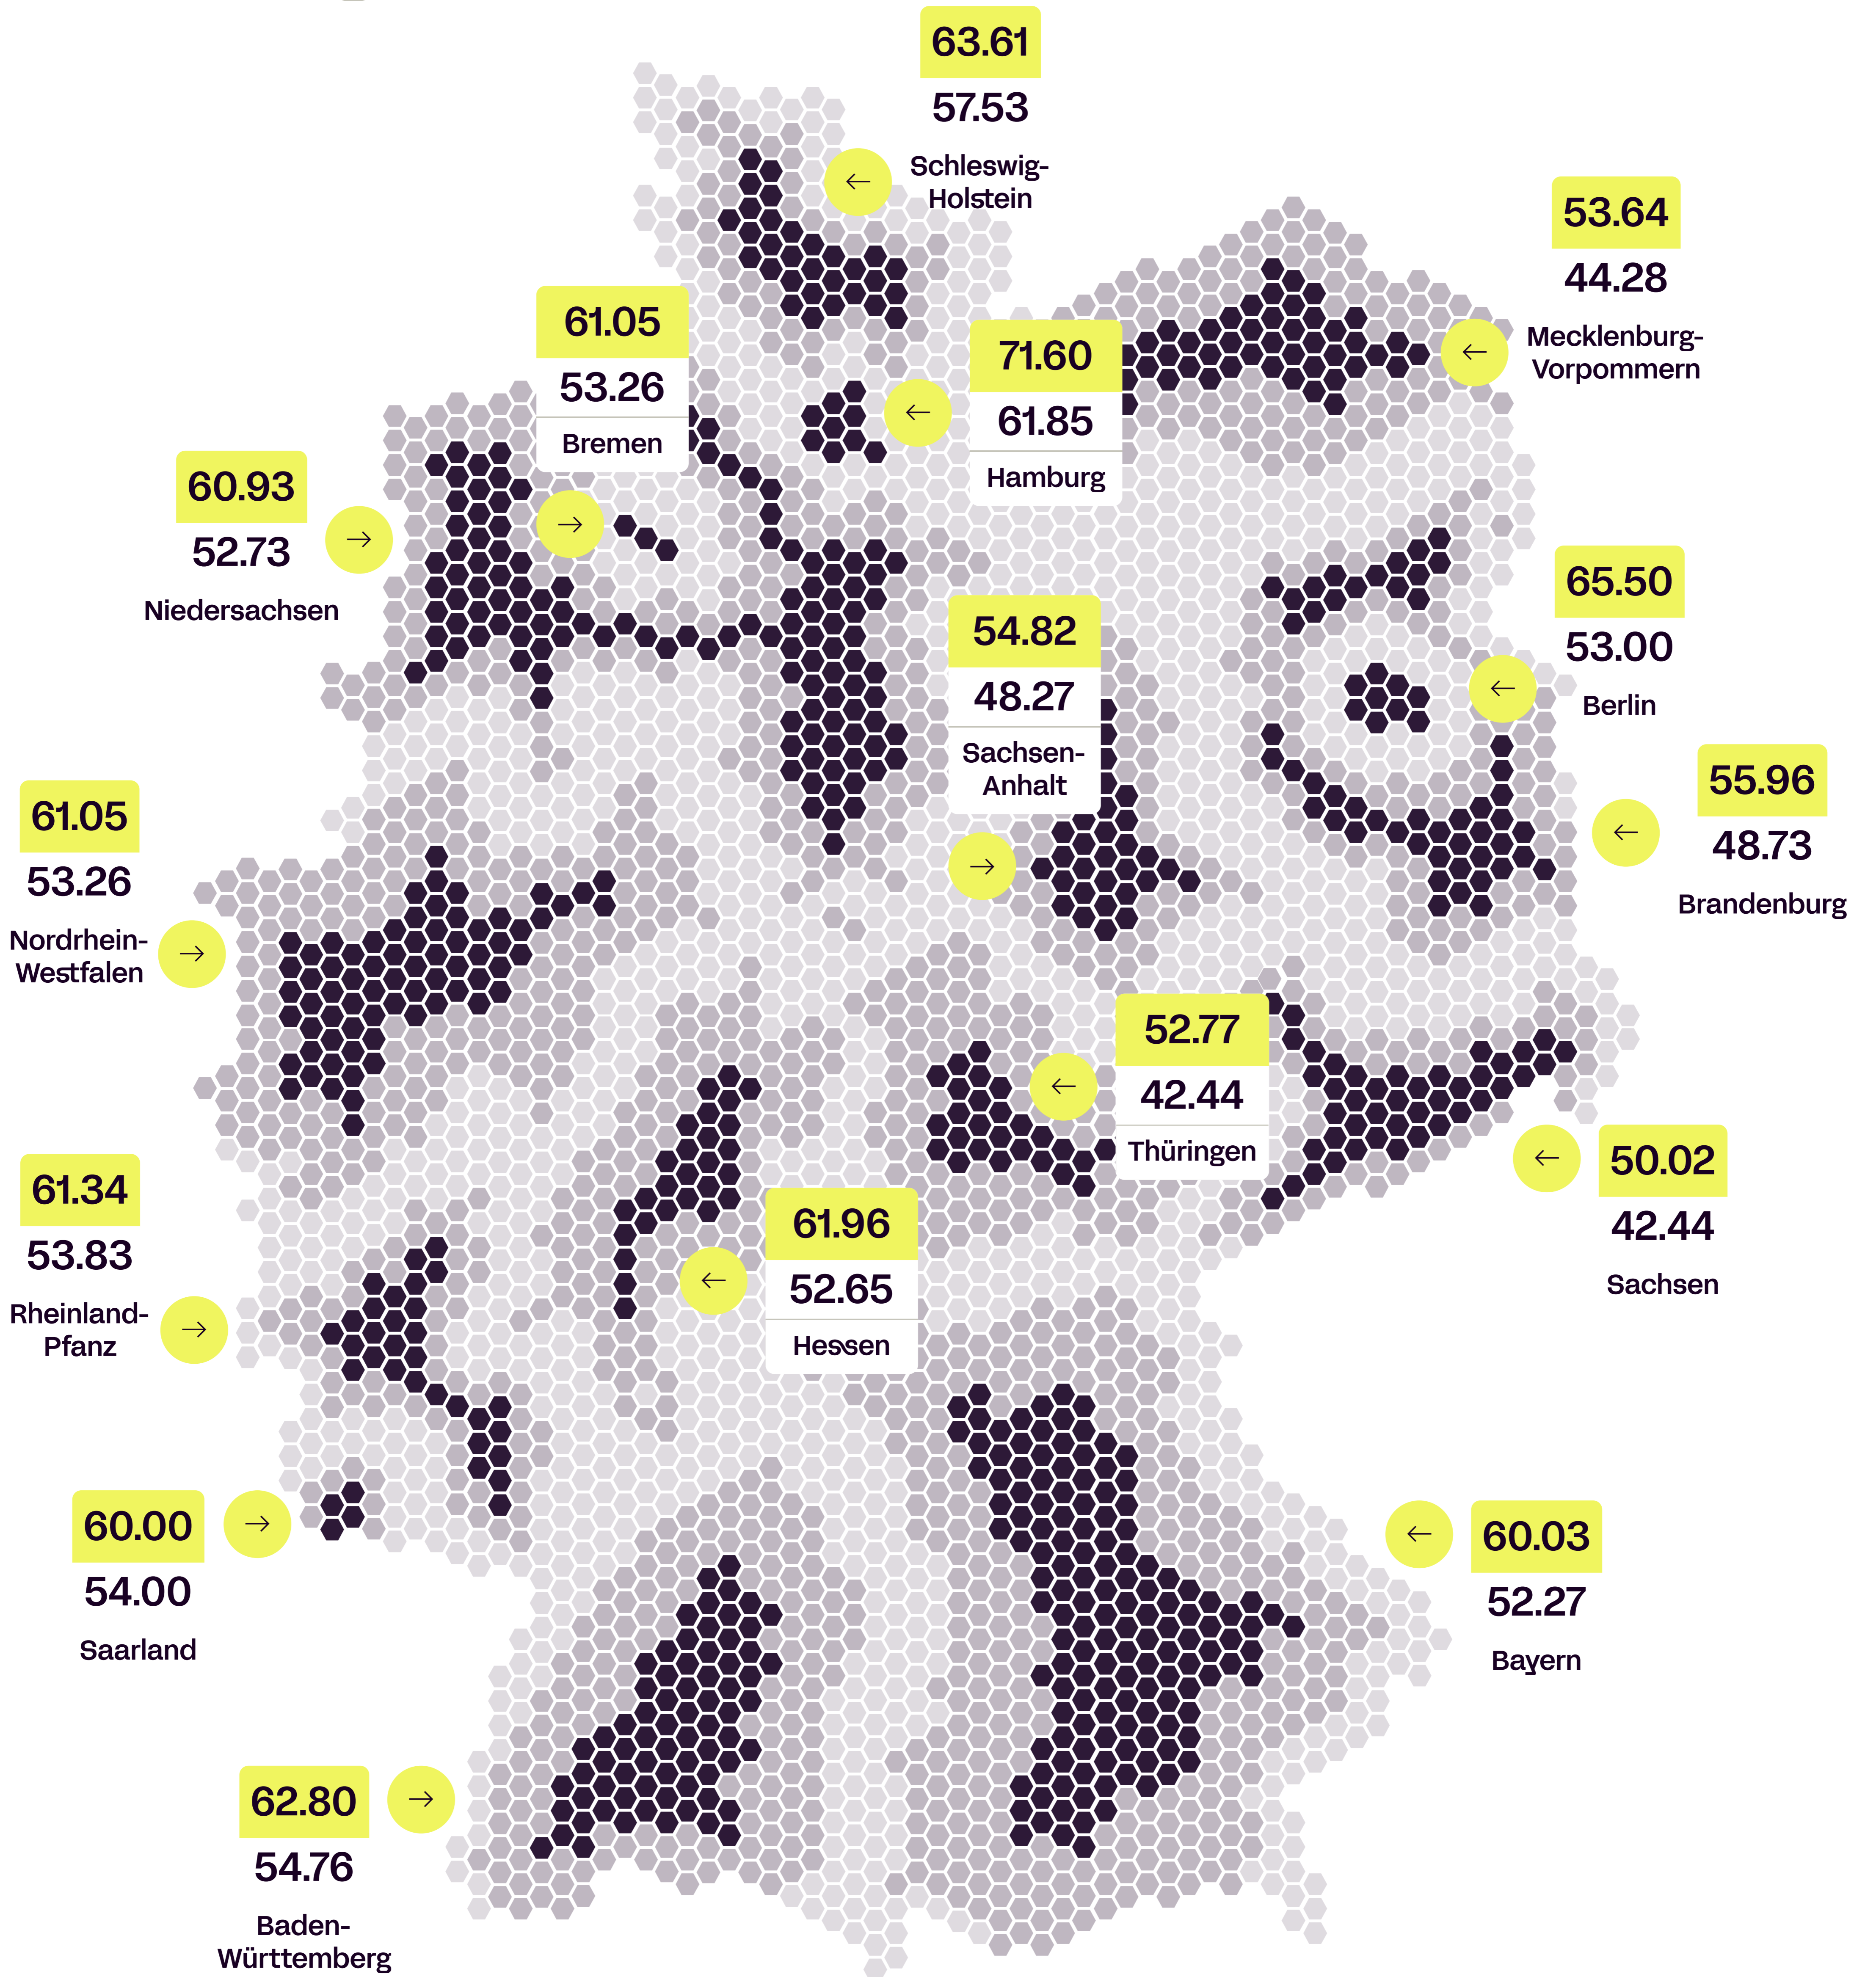 63.61
57.53
Schleswig-
Holstein
53.64
44.28
Mecklenburg-
Vorpommern
61.05
53.26
Bremen
71.60
61.85
Hamburg
60.93
52.73
Niedersachsen
65.50
53.00
Berlin
54.82
48.27
Sachsen-
Anhalt
55.96
48.73
Brandenburg
61.05
53.26
Nordrhein-
Westfalen
52.77
42.44
Thüringen
50.02
42.44
Sachsen
61.34
53.83
Rheinland-
Pfanz
61.96
52.65
Hessen
60.00
54.00
Saarland
60.03
52.27
Bayern
62.80
54.76
Baden-
Württemberg